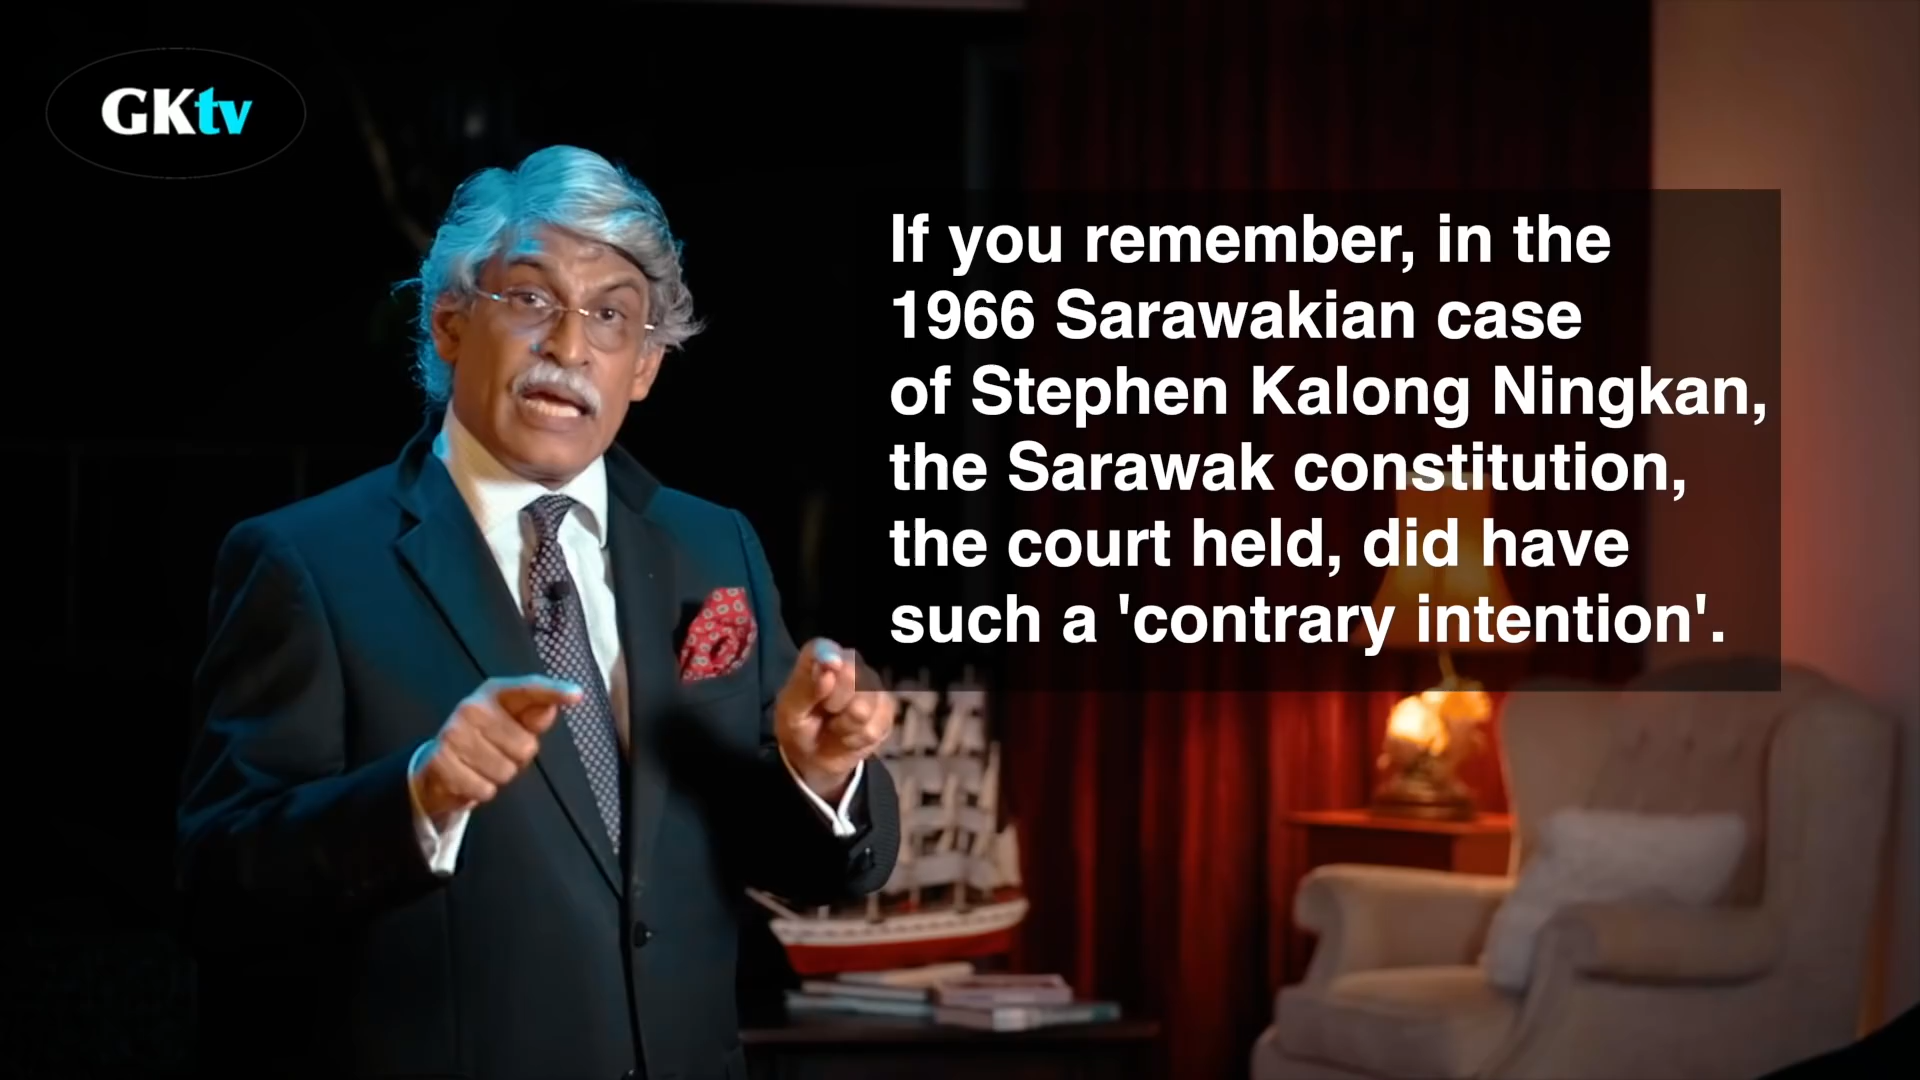 GKtv
If you remember, in the
1966 Sarawakian case
of Stephen Kalong Ningkan,
the Sarawak constitution,
the court held, did have
such a 'contrary intention'.